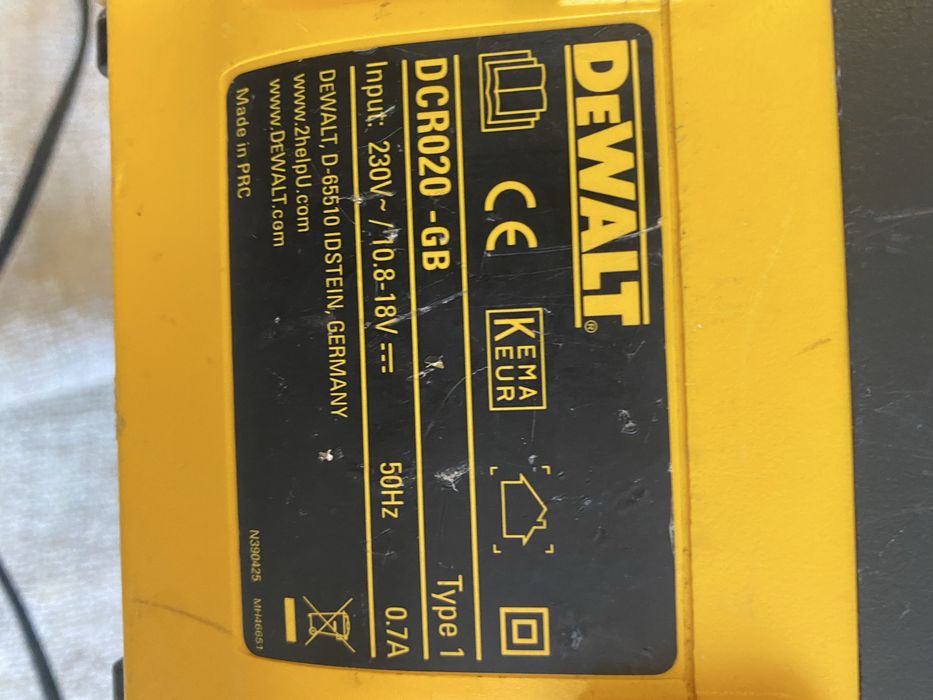 DEWALT®
CE
KEMA
KEUR
DCR020 -GB Type 1
Input: 230V~ / 10.8-18V ⎓ 50Hz 0.7A
DEWALT, D-65510 IDSTEIN, GERMANY
www.2helpU.com
www.DEWALT.com
Made in PRC
N390425 MH46651